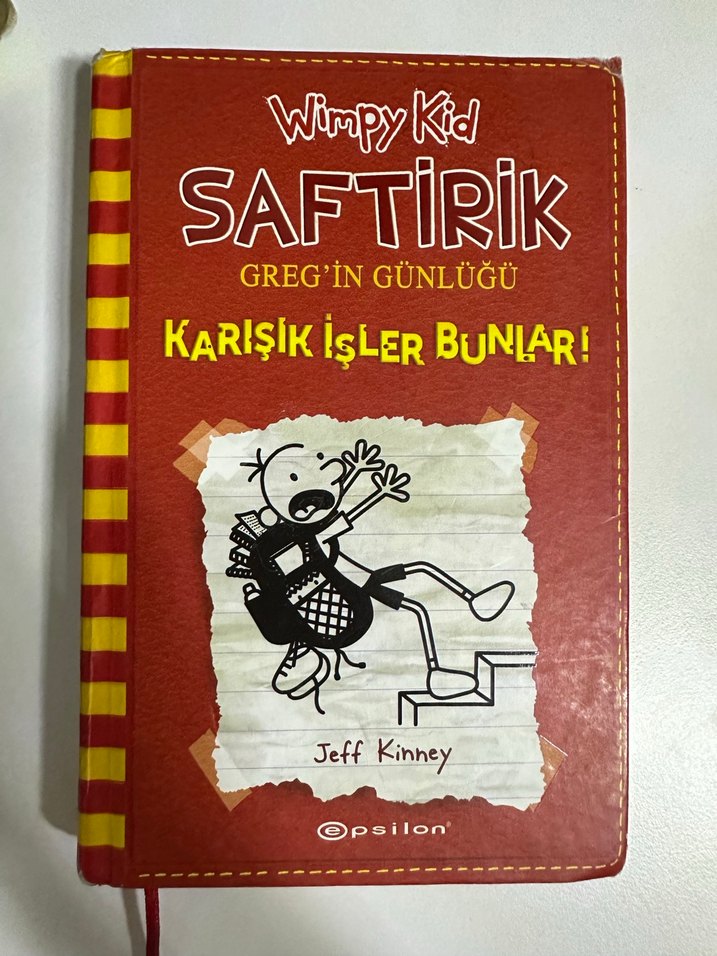 Wimpy Kid
SAFTİRİK
GREG'İN GÜNLÜĞÜ
KARIŞIK İŞLER BUNLAR!
Jeff Kinney
epsilon®